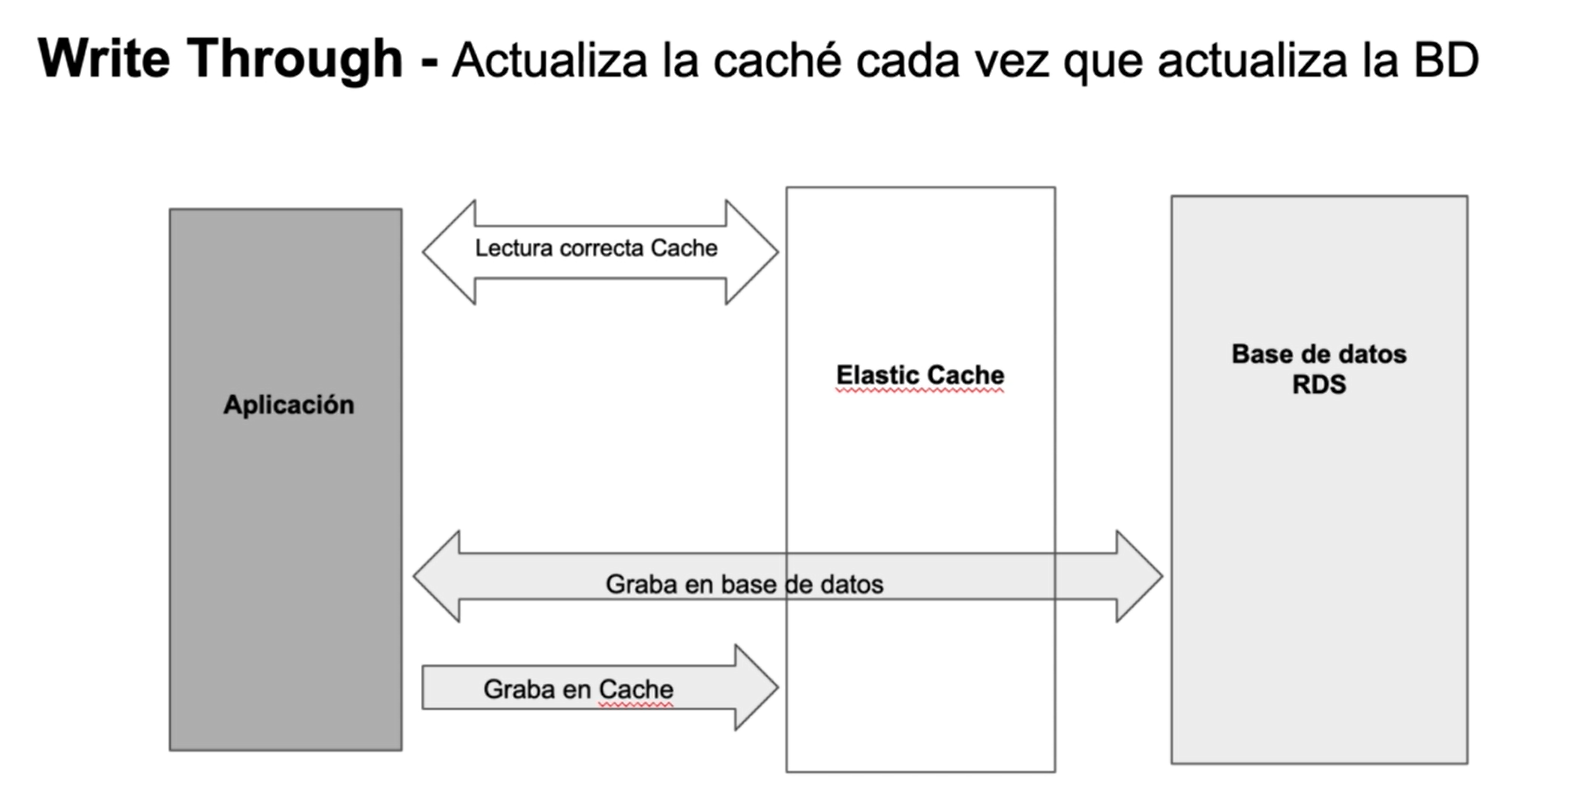 Write Through - Actualiza la caché cada vez que actualiza la BD
Lectura correcta Cache
Aplicación
Elastic Cache
Base de datos
RDS
Graba en base de datos
Graba en Cache